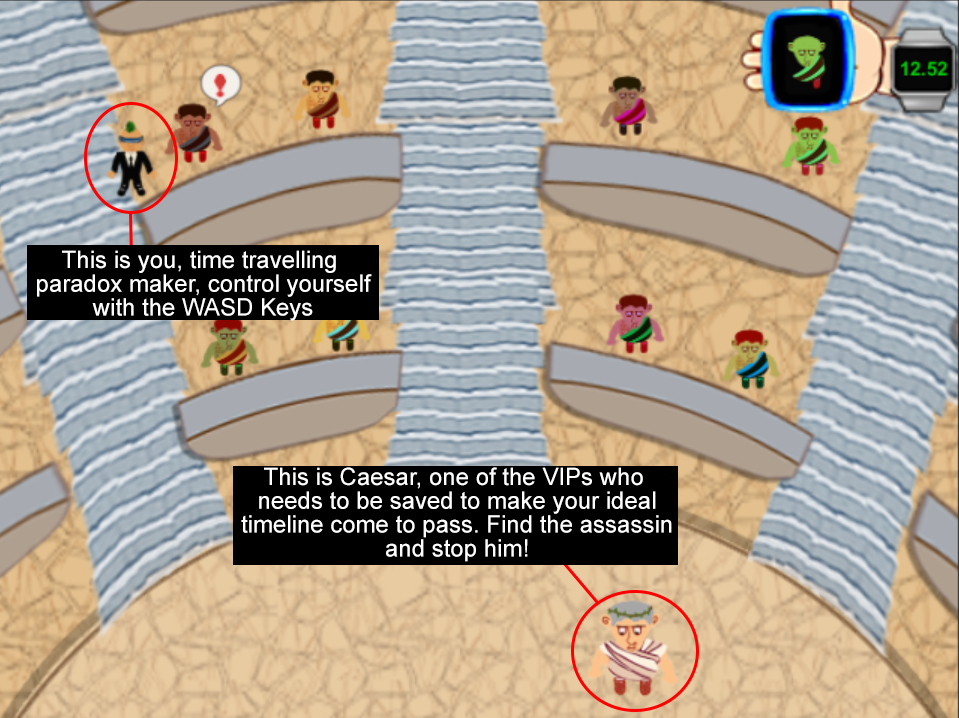 12.52
This is you, time travelling
paradox maker, control yourself
with the WASD Keys
This is Caesar, one of the VIPs who
needs to be saved to make your ideal
timeline come to pass. Find the assassin
and stop him!